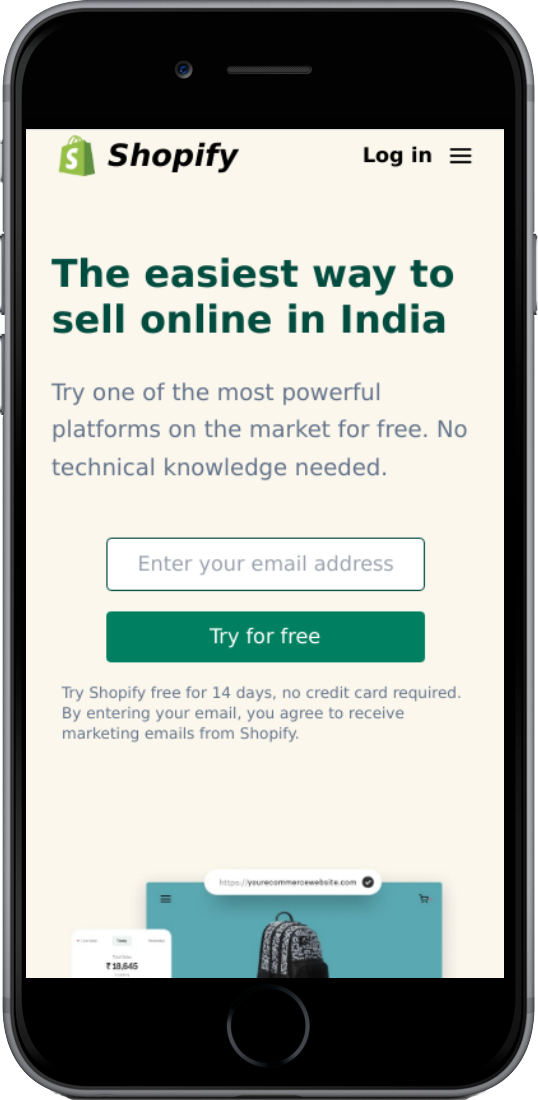 Shopify
Log in
The easiest way to
sell online in India
Try one of the most powerful
platforms on the market for free. No
technical knowledge needed.
Enter your email address
Try for free
Try Shopify free for 14 days, no credit card required.
By entering your email, you agree to receive
marketing emails from Shopify.
https://yourecommercewebsite.com
Today
Yesterday
Total Sales
₹ 18,645